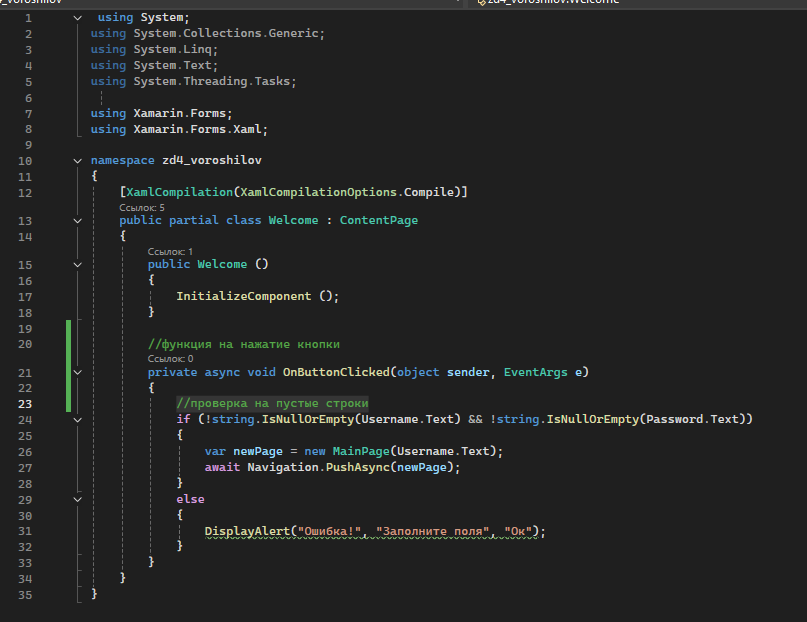 _voroshilov zd4_voroshilov.Welcome
1 using System;
2 using System.Collections.Generic;
3 using System.Linq;
4 using System.Text;
5 using System.Threading.Tasks;
6
7 using Xamarin.Forms;
8 using Xamarin.Forms.Xaml;
9
10 namespace zd4_voroshilov
11 {
12 [XamlCompilation(XamlCompilationOptions.Compile)]
Ссылок: 5
13 public partial class Welcome : ContentPage
14 {
Ссылок: 1
15 public Welcome ()
16 {
17 InitializeComponent ();
18 }
19
20 //функция на нажатие кнопки
Ссылок: 0
21 private async void OnButtonClicked(object sender, EventArgs e)
22 {
23 //проверка на пустые строки
24 if (!string.IsNullOrEmpty(Username.Text) && !string.IsNullOrEmpty(Password.Text))
25 {
26 var newPage = new MainPage(Username.Text);
27 await Navigation.PushAsync(newPage);
28 }
29 else
30 {
31 DisplayAlert("Ошибка!", "Заполните поля", "Ок");
32 }
33 }
34 }
35 }